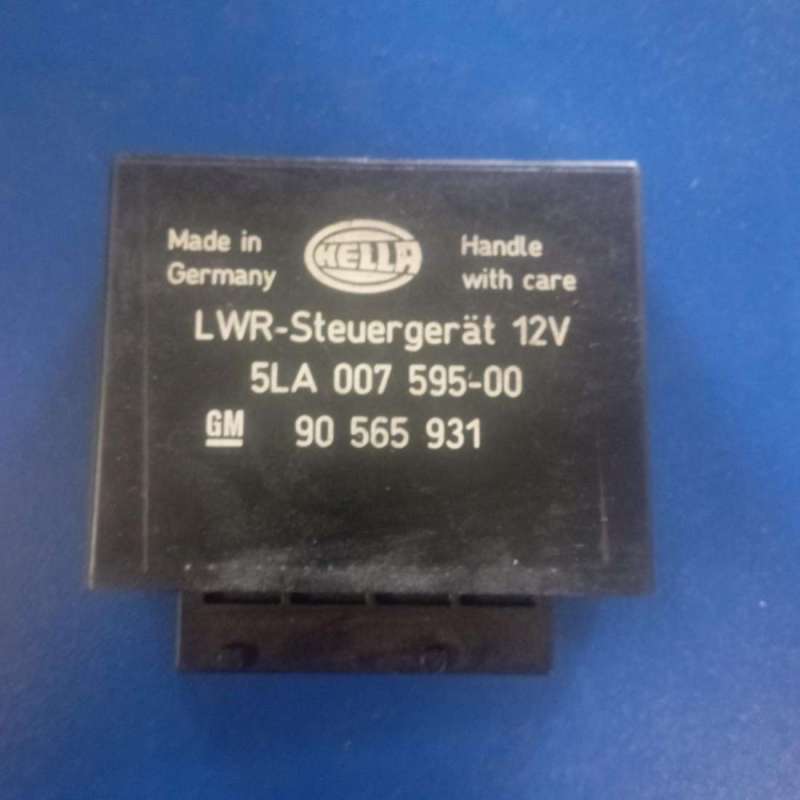 Made in
Germany
HELLA
Handle
with care
LWR-Steuergerät 12V
5LA 007 595-00
GM 90 565 931